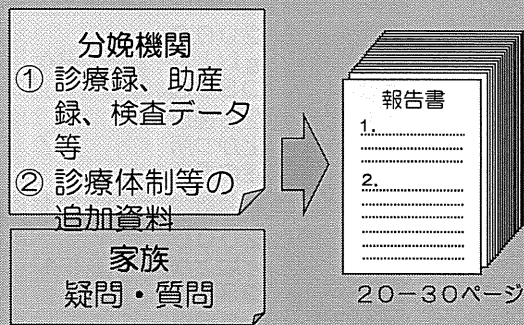 分娩機関
① 診療録、助産
録、検査データ
等
② 診療体制等の
追加資料
家族
疑問・質問
報告書
1.
2.
20-30ページ